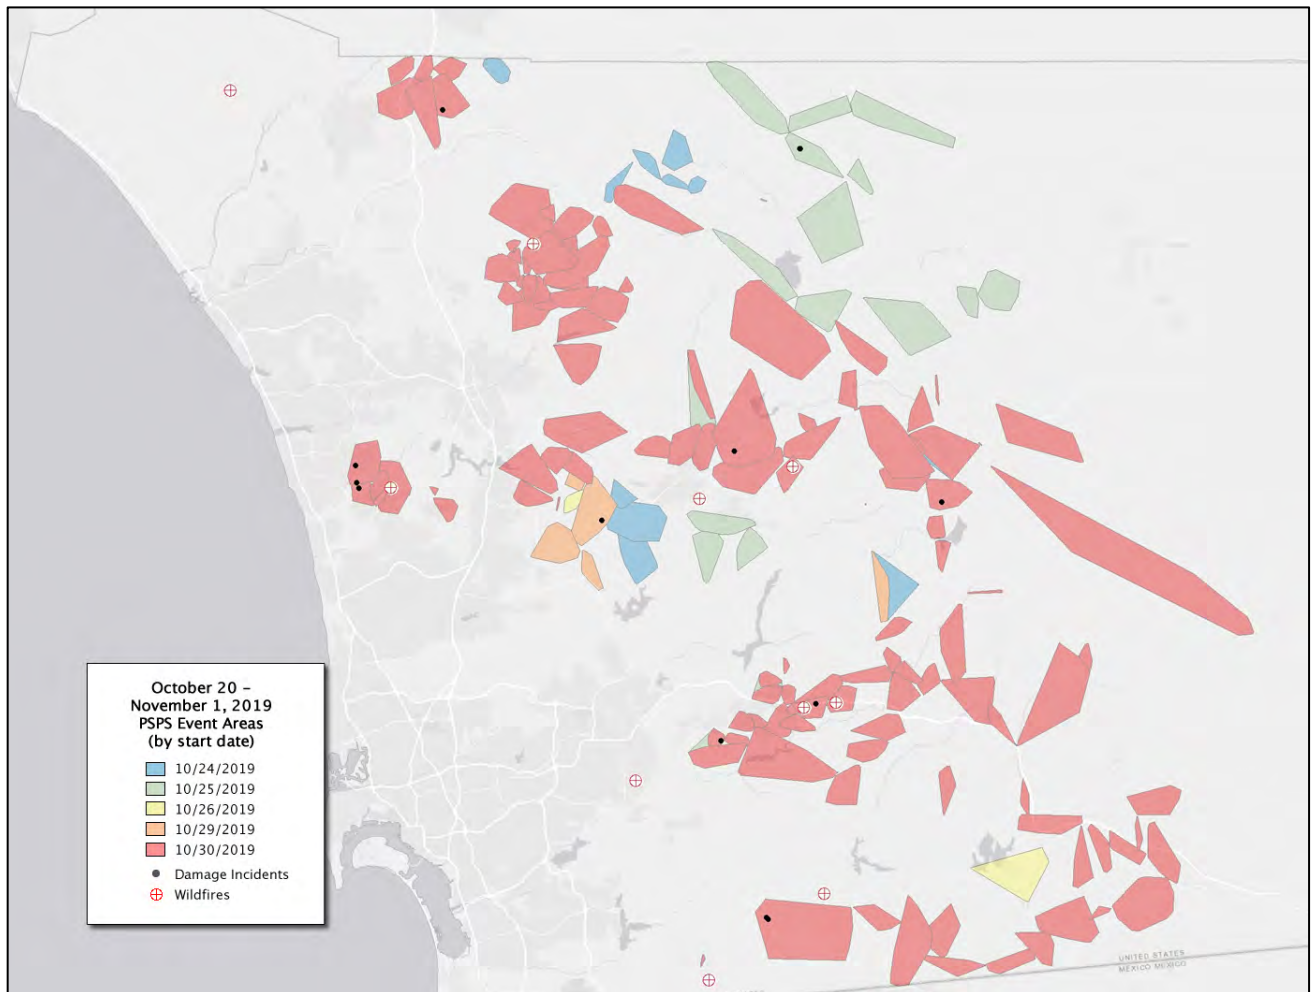 October 20 –
November 1, 2019
PSPS Event Areas
(by start date)
10/24/2019
10/25/2019
10/26/2019
10/29/2019
10/30/2019
Damage Incidents
Wildfires
UNITED STATES
MEXICO MEXICO